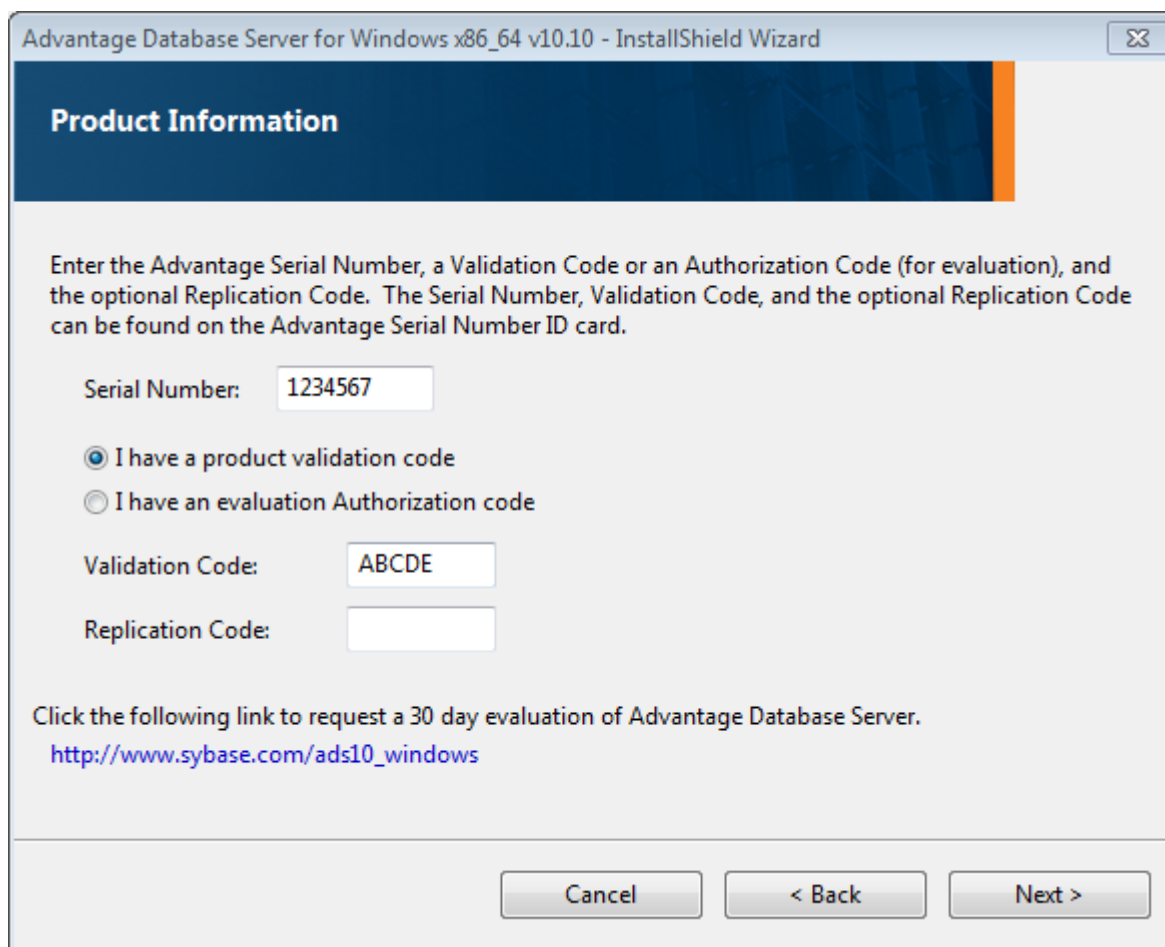 Advantage Database Server for Windows x86_64 v10.10 - InstallShield Wizard
Product Information
Enter the Advantage Serial Number, a Validation Code or an Authorization Code (for evaluation), and
the optional Replication Code.  The Serial Number, Validation Code, and the optional Replication Code
can be found on the Advantage Serial Number ID card.
Serial Number: 1234567
I have a product validation code
I have an evaluation Authorization code
Validation Code: ABCDE
Replication Code:
Click the following link to request a 30 day evaluation of Advantage Database Server.
http://www.sybase.com/ads10_windows
Cancel < Back Next >